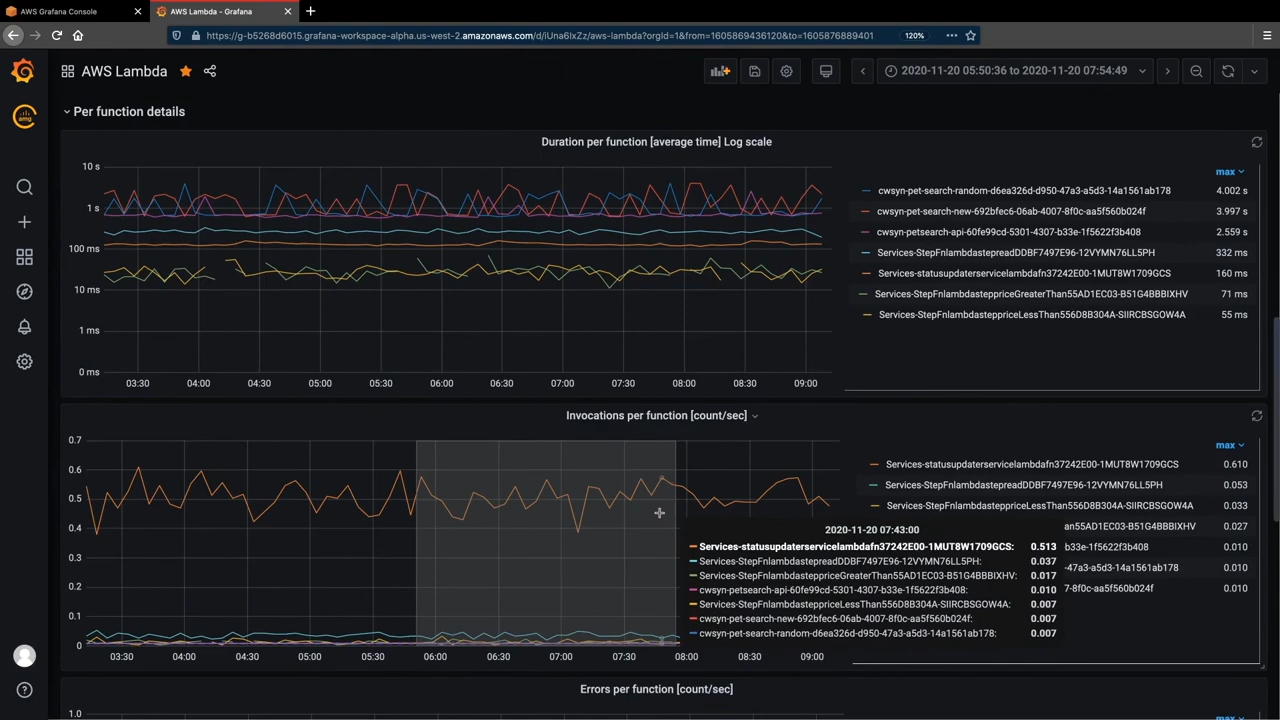 AWS Grafana Console
AWS Lambda - Grafana
https://g-b5268d6015.grafana-workspace-alpha.us-west-2.amazonaws.com/d/iUna6IxZz/aws-lambda?orgId=1&from=1605869436120&to=1605876889401
120%
AWS Lambda
2020-11-20 05:50:36 to 2020-11-20 07:54:49
amg
Per function details
Duration per function [average time] Log scale
10 s
1 s
100 ms
10 ms
1 ms
0 ms
03:30 04:00 04:30 05:00 05:30 06:00 06:30 07:00 07:30 08:00 08:30 09:00
max
cwsyn-pet-search-random-d6ea326d-d950-47a3-a5d3-14a1561ab178 4.002 s
cwsyn-pet-search-new-692bfec6-06ab-4007-8f0c-aa5f560b024f 3.997 s
cwsyn-petsearch-api-60fe99cd-5301-4307-b33e-1f5622f3b408 2.559 s
Services-StepFnlambdastepreadDDBF7497E96-12VYMN76LL5PH 332 ms
Services-statusupdaterservicelambdafn37242E00-1MUT8W1709GCS 160 ms
Services-StepFnlambdasteppriceGreaterThan55AD1EC03-B51G4BBBIXHV 71 ms
Services-StepFnlambdasteppriceLessThan556D8B304A-SIIRCBSGOW4A 55 ms
Invocations per function [count/sec]
0.7
0.6
0.5
0.4
0.3
0.2
0.1
0
03:30 04:00 04:30 05:00 05:30 06:00 06:30 07:00 07:30 08:00 08:30 09:00
max
Services-statusupdaterservicelambdafn37242E00-1MUT8W1709GCS 0.610
Services-StepFnlambdastepreadDDBF7497E96-12VYMN76LL5PH 0.053
Services-StepFnlambdasteppriceLessThan556D8B304A-SIIRCBSGOW4A 0.033
an55AD1EC03-B51G4BBBIXHV 0.027
b33e-1f5622f3b408 0.010
-47a3-a5d3-14a1561ab178 0.010
7-8f0c-aa5f560b024f 0.010
2020-11-20 07:43:00
Services-statusupdaterservicelambdafn37242E00-1MUT8W1709GCS: 0.513
Services-StepFnlambdastepreadDDBF7497E96-12VYMN76LL5PH: 0.037
Services-StepFnlambdasteppriceGreaterThan55AD1EC03-B51G4BBBIXHV: 0.017
cwsyn-petsearch-api-60fe99cd-5301-4307-b33e-1f5622f3b408: 0.010
Services-StepFnlambdasteppriceLessThan556D8B304A-SIIRCBSGOW4A: 0.007
cwsyn-pet-search-new-692bfec6-06ab-4007-8f0c-aa5f560b024f: 0.007
cwsyn-pet-search-random-d6ea326d-d950-47a3-a5d3-14a1561ab178: 0.007
Errors per function [count/sec]
1.0
max